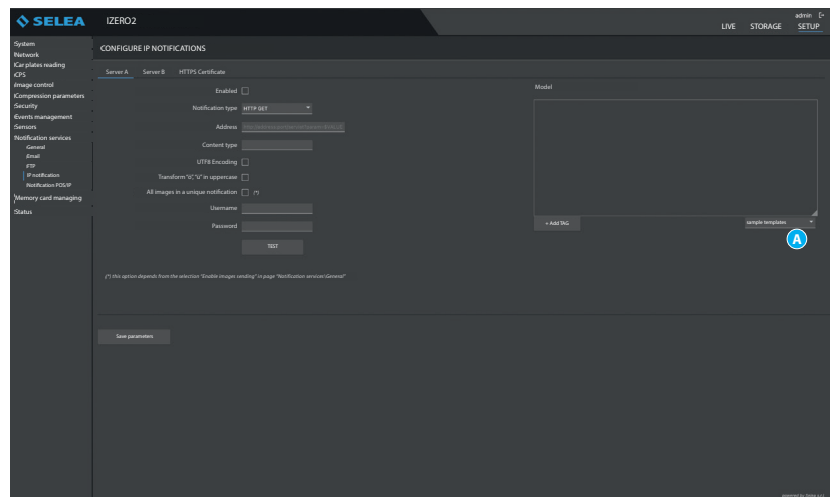 SELEA
IZERO2
admin
LIVE STORAGE SETUP
System
Network
Car plates reading
CPS
Image control
Compression parameters
Security
Events management
Sensors
Notification services
General
Email
FTP
IP notification
Notification POS/IP
Memory card managing
Status
CONFIGURE IP NOTIFICATIONS
Server A Server B HTTPS Certificate
Enabled
Notification type HTTP GET
Address
Content type
UTF8 Encoding
Transform "ö", "ü" in uppercase
All images in a unique notification (*)
Username
Password
TEST
(*) this option depends from the selection "Enable images sending" in page "Notification services\General"
Model
+ Add TAG
sample templates
A
Save parameters
powered by Selea s.r.l